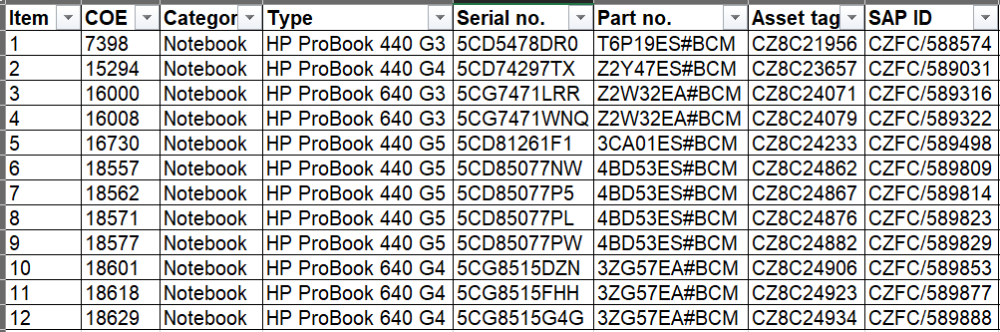 Item COE Categor Type Serial no. Part no. Asset tag SAP ID
1 7398 Notebook HP ProBook 440 G3 5CD5478DR0 T6P19ES#BCM CZ8C21956 CZFC/588574
2 15294 Notebook HP ProBook 440 G4 5CD74297TX Z2Y47ES#BCM CZ8C23657 CZFC/589031
3 16000 Notebook HP ProBook 640 G3 5CG7471LRR Z2W32EA#BCM CZ8C24071 CZFC/589316
4 16008 Notebook HP ProBook 640 G3 5CG7471WNQ Z2W32EA#BCM CZ8C24079 CZFC/589322
5 16730 Notebook HP ProBook 440 G5 5CD81261F1 3CA01ES#BCM CZ8C24233 CZFC/589498
6 18557 Notebook HP ProBook 440 G5 5CD85077NW 4BD53ES#BCM CZ8C24862 CZFC/589809
7 18562 Notebook HP ProBook 440 G5 5CD85077P5 4BD53ES#BCM CZ8C24867 CZFC/589814
8 18571 Notebook HP ProBook 440 G5 5CD85077PL 4BD53ES#BCM CZ8C24876 CZFC/589823
9 18577 Notebook HP ProBook 440 G5 5CD85077PW 4BD53ES#BCM CZ8C24882 CZFC/589829
10 18601 Notebook HP ProBook 640 G4 5CG8515DZN 3ZG57EA#BCM CZ8C24906 CZFC/589853
11 18618 Notebook HP ProBook 640 G4 5CG8515FHH 3ZG57EA#BCM CZ8C24923 CZFC/589877
12 18629 Notebook HP ProBook 640 G4 5CG8515G4G 3ZG57EA#BCM CZ8C24934 CZFC/589888